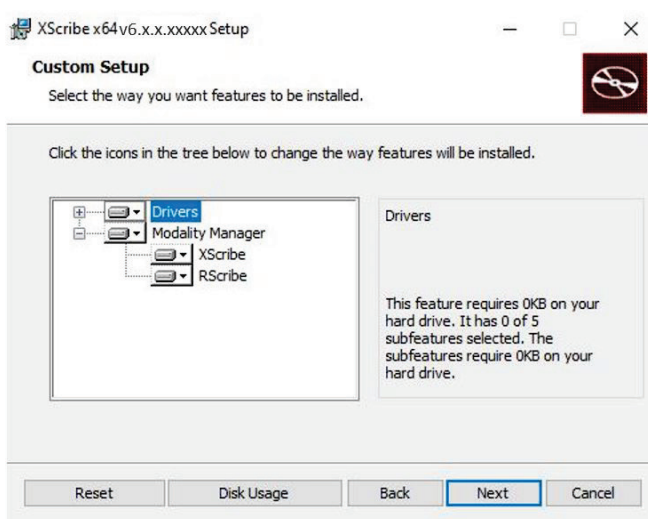 XScribe x64 v6.x.x.xxxxx Setup
Custom Setup
Select the way you want features to be installed.
Click the icons in the tree below to change the way features will be installed.
Drivers
Modality Manager
XScribe
RScribe
Drivers
This feature requires 0KB on your
hard drive. It has 0 of 5
subfeatures selected. The
subfeatures require 0KB on your
hard drive.
Reset
Disk Usage
Back
Next
Cancel